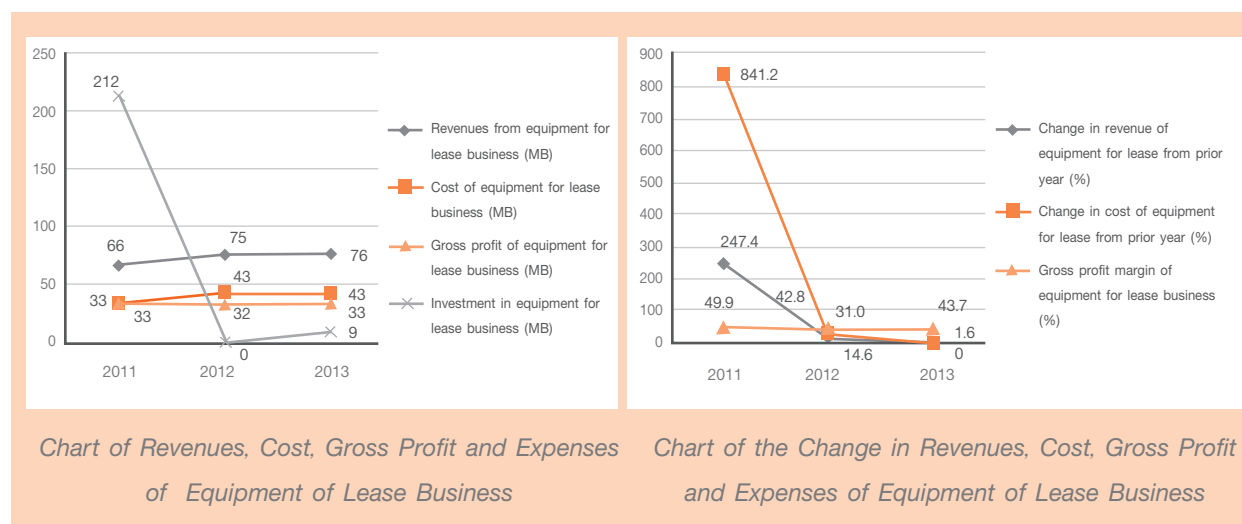 250
200
150
100
50
0
212
66
75
76
43
43
33
33
32
33
0
9
2011
2012
2013
Revenues from equipment for
lease business (MB)
Cost of equipment for lease
business (MB)
Gross profit of equipment for
lease business (MB)
Investment in equipment for
lease business (MB)
Chart of Revenues, Cost, Gross Profit and Expenses
of Equipment of Lease Business
900
800
700
600
500
400
300
200
100
0
841.2
247.4
49.9
42.8
31.0
43.7
14.6
1.6
0
2011
2012
2013
Change in revenue of
equipment for lease from prior
year (%)
Change in cost of equipment
for lease from prior year (%)
Gross profit margin of
equipment for lease business
(%)
Chart of the Change in Revenues, Cost, Gross Profit
and Expenses of Equipment of Lease Business